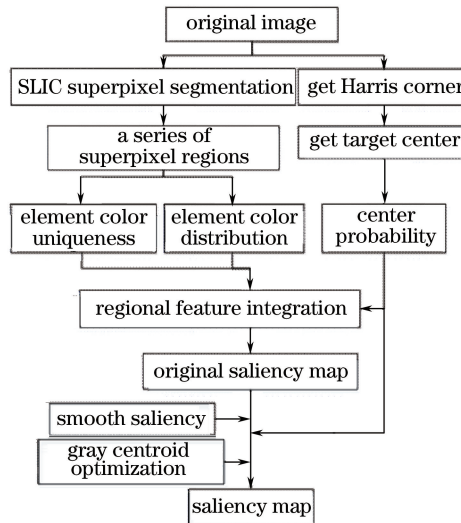 original image
SLIC superpixel segmentation
get Harris corner
a series of
superpixel regions
get target center
element color
uniqueness
element color
distribution
center
probability
regional feature integration
original saliency map
smooth saliency
gray centroid
optimization
saliency map